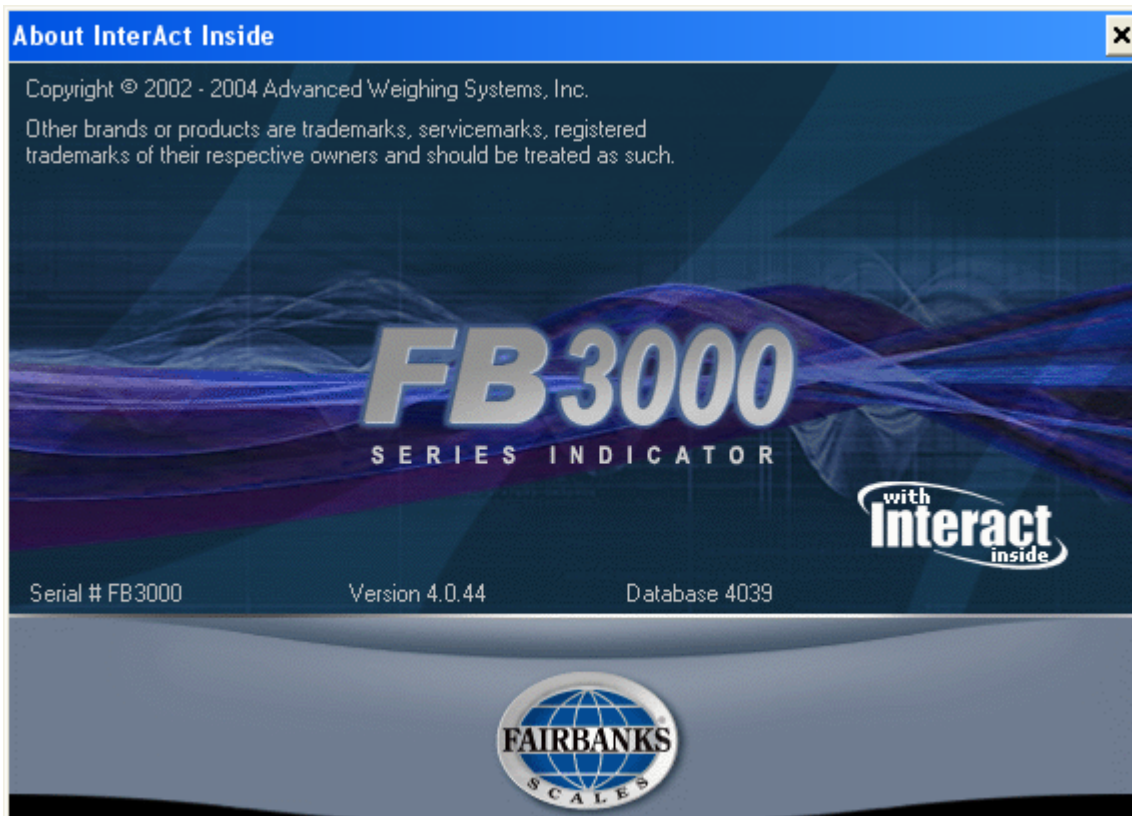 About InterAct Inside
Copyright © 2002 - 2004 Advanced Weighing Systems, Inc.
Other brands or products are trademarks, servicemarks, registered
trademarks of their respective owners and should be treated as such.
FB3000
SERIES INDICATOR
with
Interact
inside
Serial # FB3000 Version 4.0.44 Database 4039
FAIRBANKS®
SCALES